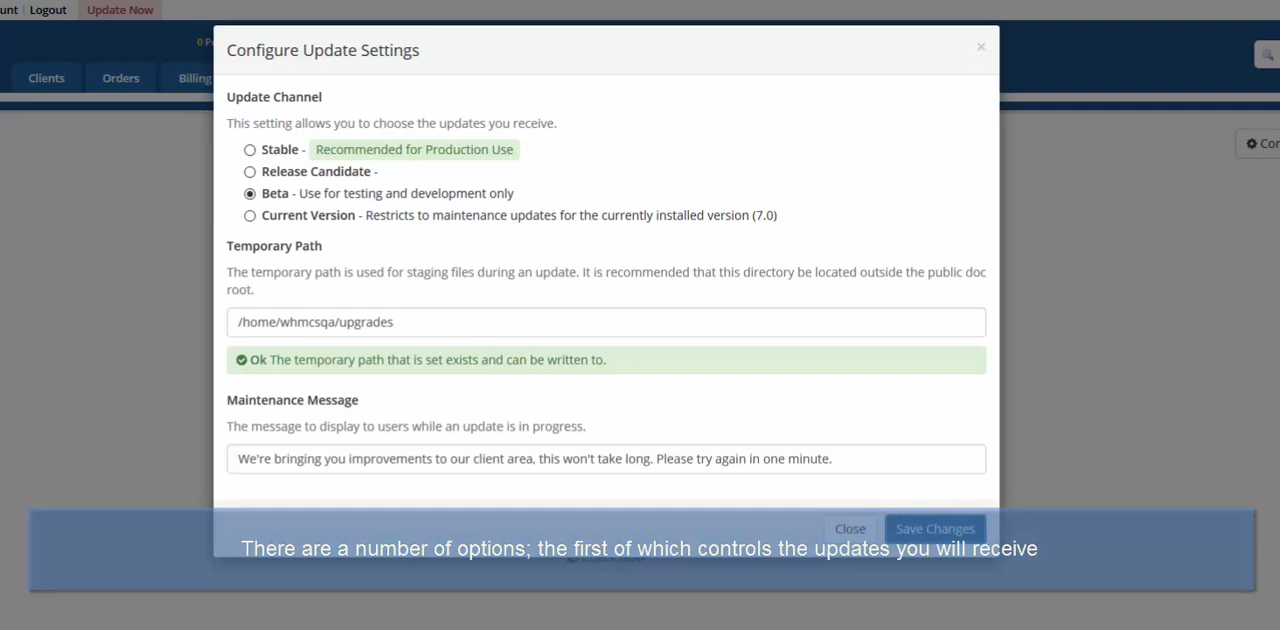 unt Logout Update Now
0 P
Configure Update Settings ×
Clients Orders Billing
Update Channel
This setting allows you to choose the updates you receive.
Stable - Recommended for Production Use
Con
Release Candidate -
Beta - Use for testing and development only
Current Version - Restricts to maintenance updates for the currently installed version (7.0)
Temporary Path
The temporary path is used for staging files during an update. It is recommended that this directory be located outside the public doc
root.
/home/whmcsqa/upgrades
Ok The temporary path that is set exists and can be written to.
Maintenance Message
The message to display to users while an update is in progress.
We're bringing you improvements to our client area, this won't take long. Please try again in one minute.
Close Save Changes
There are a number of options; the first of which controls the updates you will receive